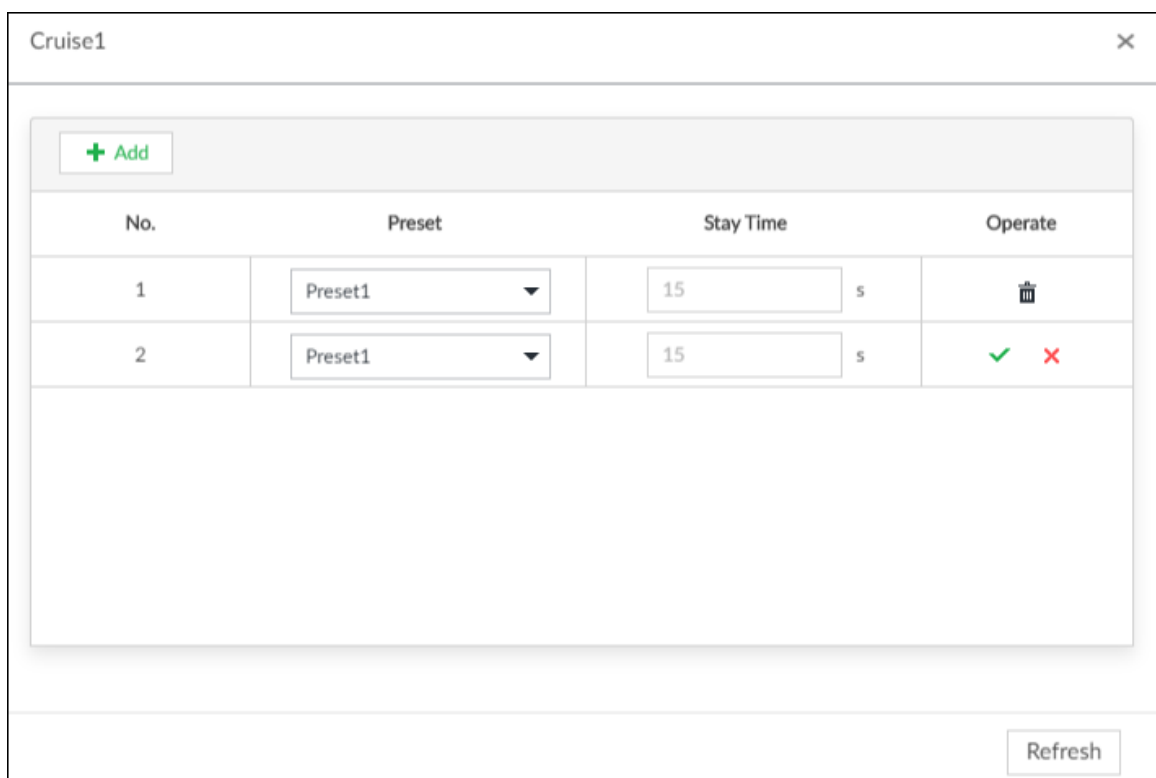 Cruise1
Add
No. Preset Stay Time Operate
1 Preset1 15 s
2 Preset1 15 s
Refresh